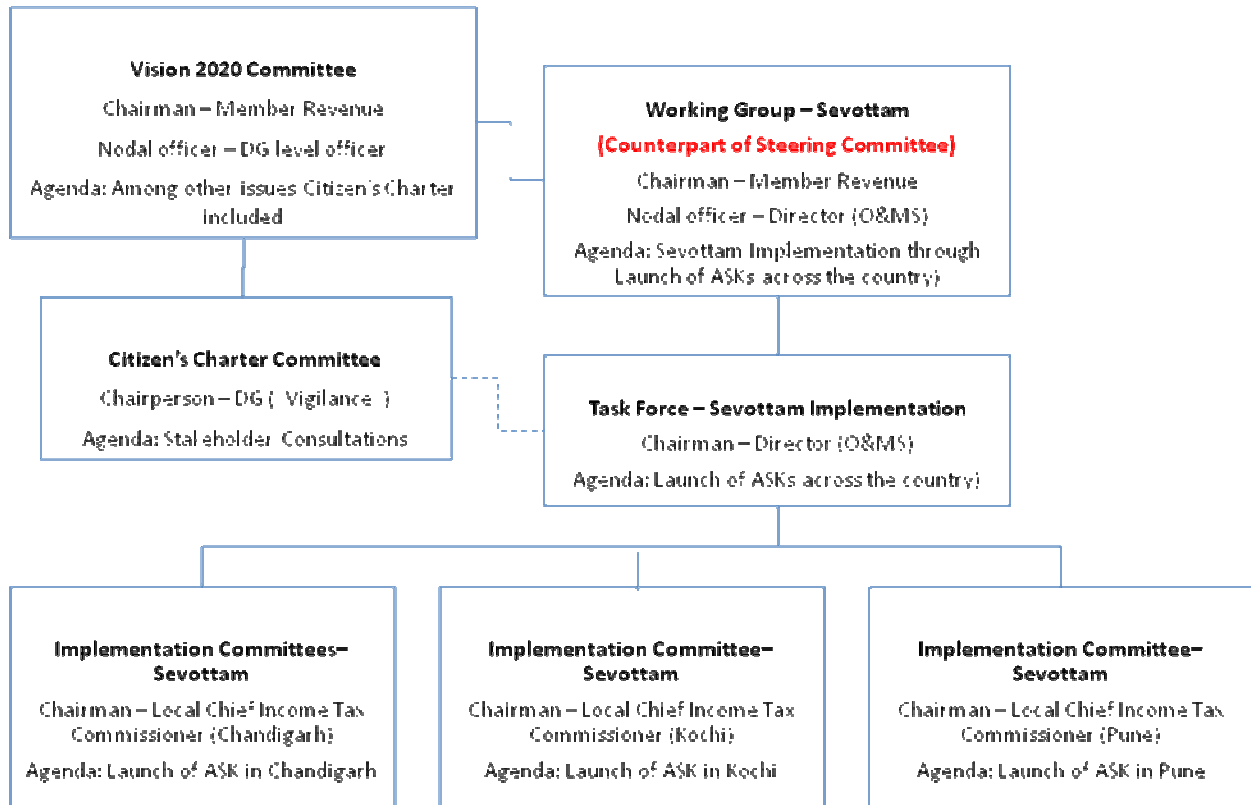 Vision 2020 Committee
Chairman – Member Revenue
Nodal officer – DG level officer
Agenda: Among other issues Citizen's Charter
included
Working Group – Sevottam
(Counterpart of Steering Committee)
Chairman – Member Revenue
Nodal officer – Director (O&MS)
Agenda: Sevottam Implementation through
Launch of ASKs across the country)
Citizen's Charter Committee
Chairperson – DG ( Vigilance )
Agenda: Stakeholder Consultations
Task Force – Sevottam Implementation
Chairman – Director (O&MS)
Agenda: Launch of ASKs across the country)
Implementation Committees–
Sevottam
Chairman – Local Chief Income Tax
Commissioner (Chandigarh)
Agenda: Launch of ASK in Chandigarh
Implementation Committee–
Sevottam
Chairman – Local Chief Income Tax
Commissioner (Kochi)
Agenda: Launch of ASK in Kochi
Implementation Committee–
Sevottam
Chairman – Local Chief Income Tax
Commissioner (Pune)
Agenda: Launch of ASK in Pune